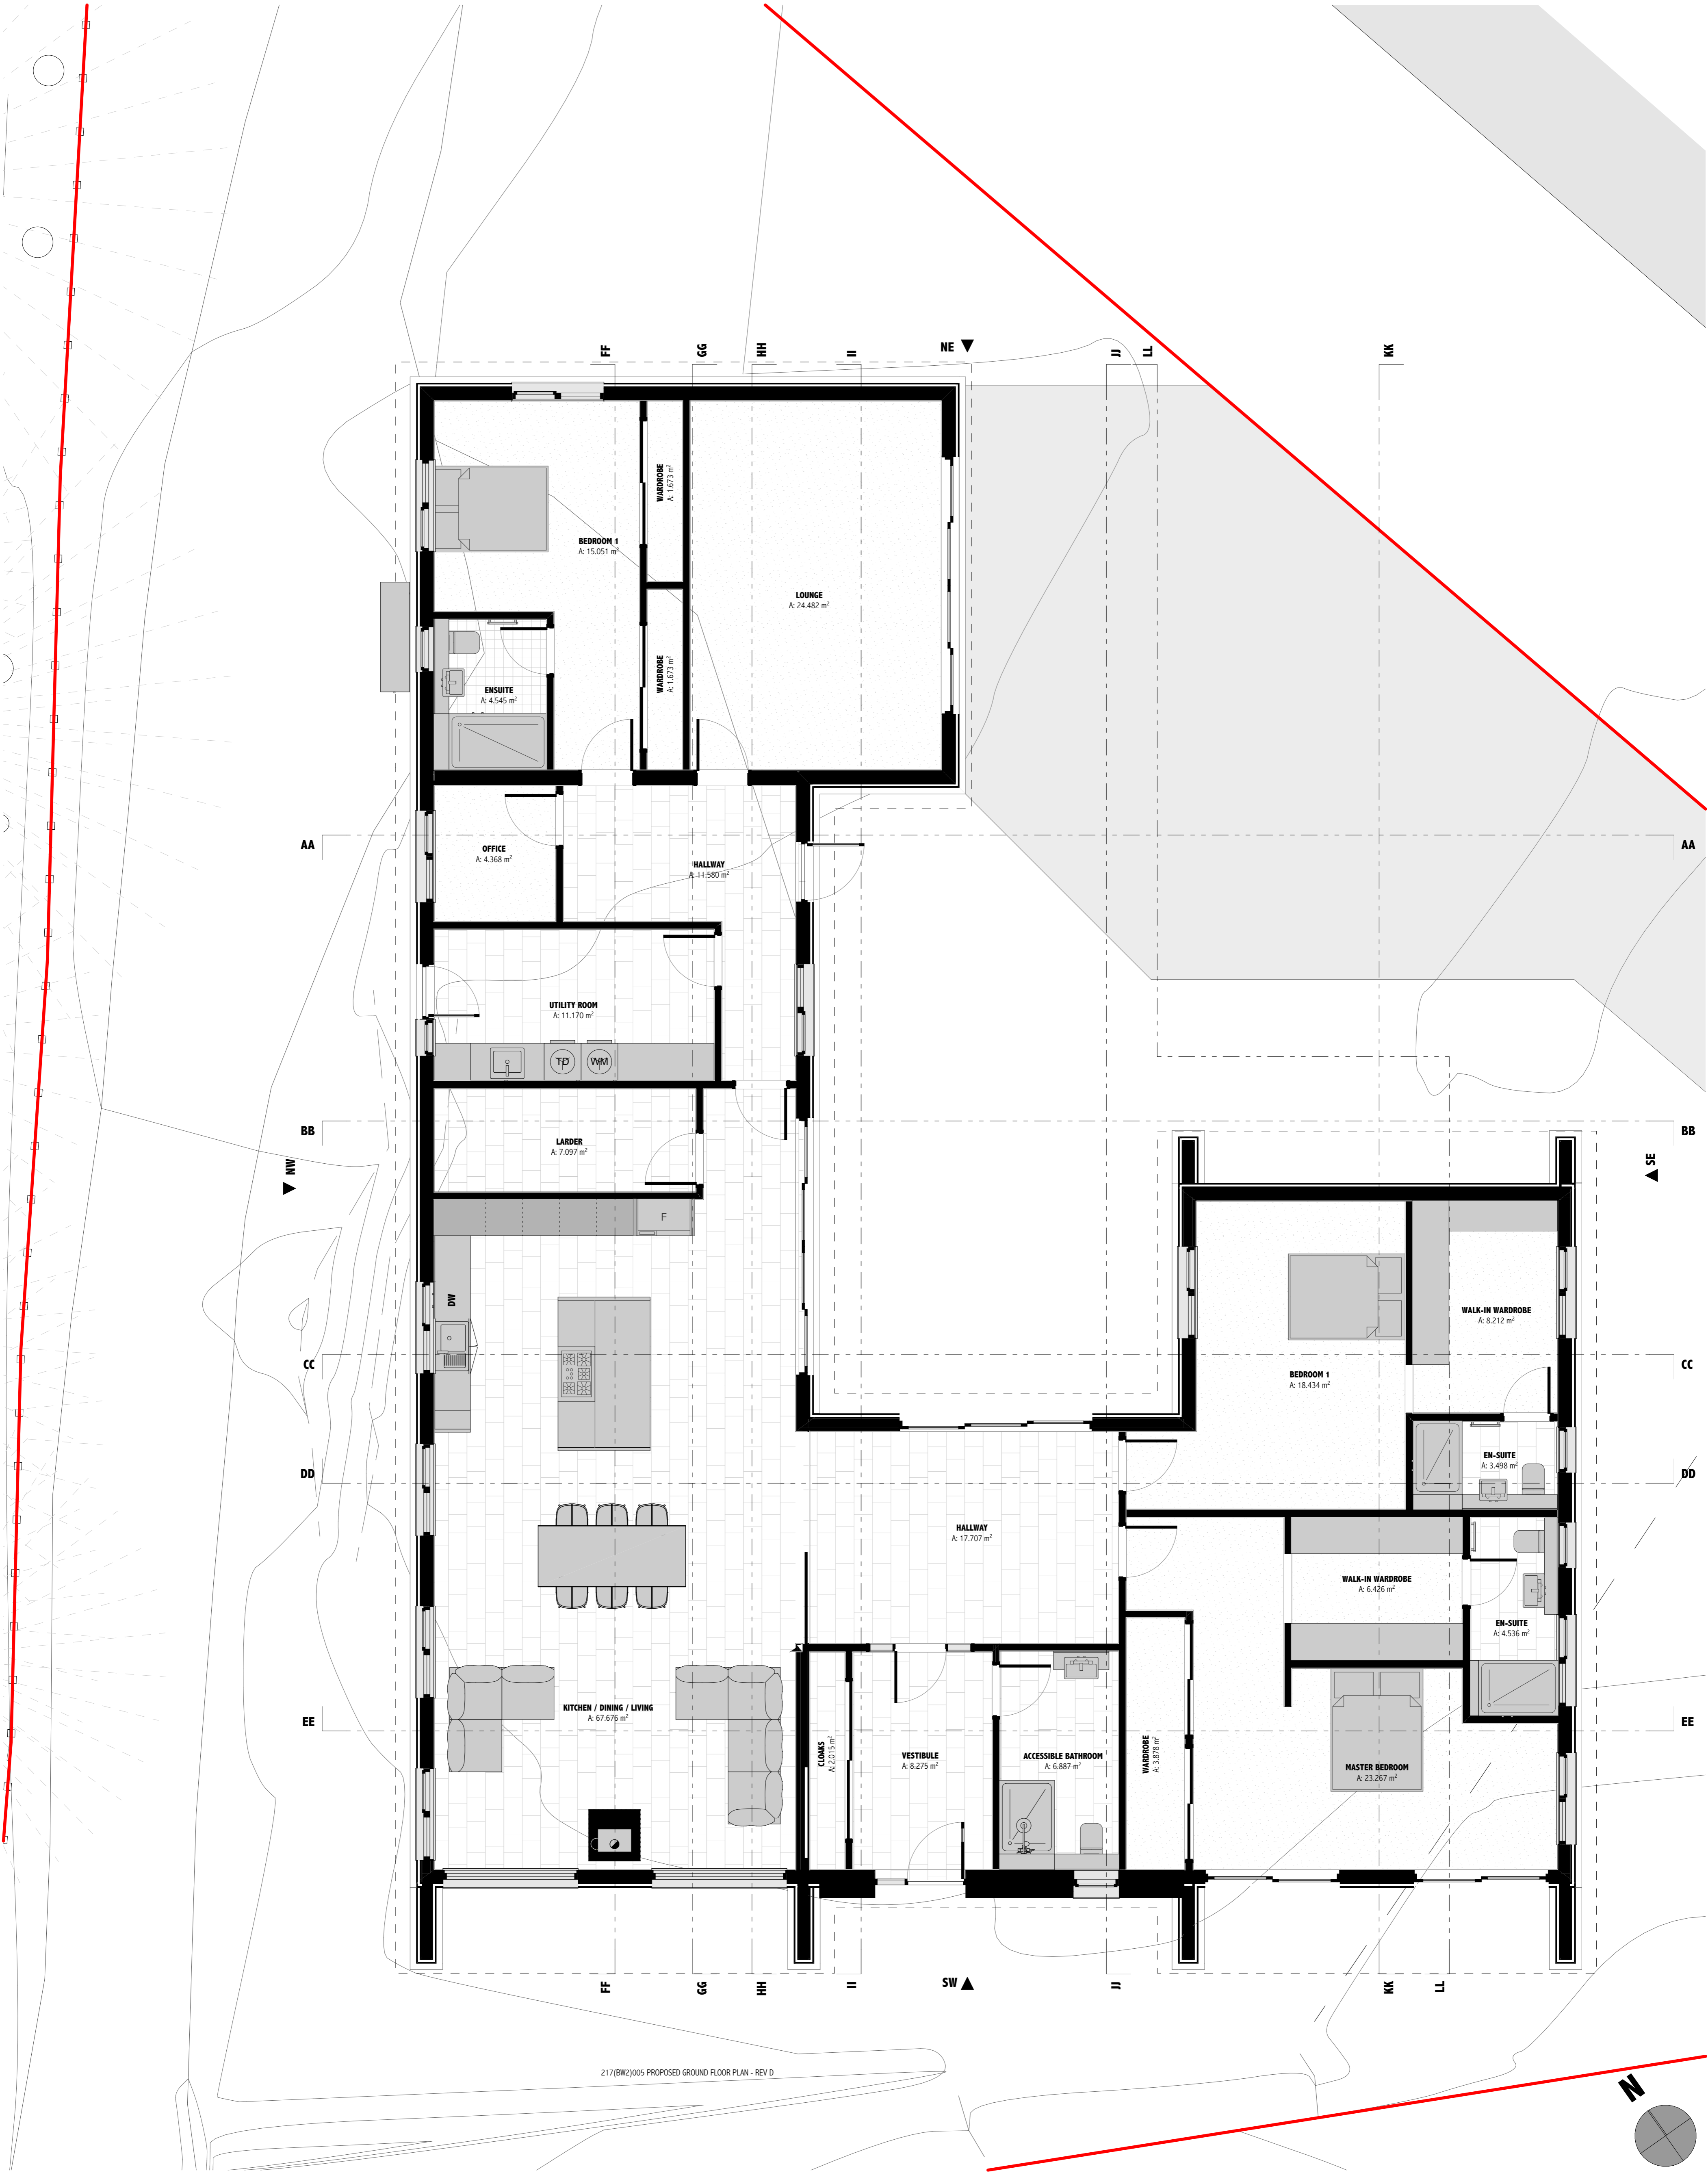 FF
GG
HH
II
NE
JJ
LL
KK
WARDROBE
A: 1.673 m²
BEDROOM 1
A: 15.051 m²
LOUNGE
A: 24.482 m²
WARDROBE
A: 1.673 m²
ENSUITE
A: 4.545 m²
AA
AA
OFFICE
A: 4.368 m²
HALLWAY
A: 11.580 m²
UTILITY ROOM
A: 11.170 m²
TD
WM
BB
BB
LARDER
A: 7.097 m²
NW
SE
F
DW
WALK-IN WARDROBE
A: 8.212 m²
CC
CC
BEDROOM 1
A: 18.434 m²
EN-SUITE
A: 3.498 m²
DD
DD
HALLWAY
A: 17.707 m²
WALK-IN WARDROBE
A: 6.426 m²
EN-SUITE
A: 4.536 m²
KITCHEN / DINING / LIVING
A: 67.676 m²
EE
EE
CLOAKS
A: 2.015 m²
VESTIBULE
A: 8.275 m²
ACCESSIBLE BATHROOM
A: 6.887 m²
WARDROBE
A: 3.878 m²
MASTER BEDROOM
A: 23.267 m²
FF
GG
HH
II
SW
JJ
KK
LL
217(BW2)005 PROPOSED GROUND FLOOR PLAN - REV D
N